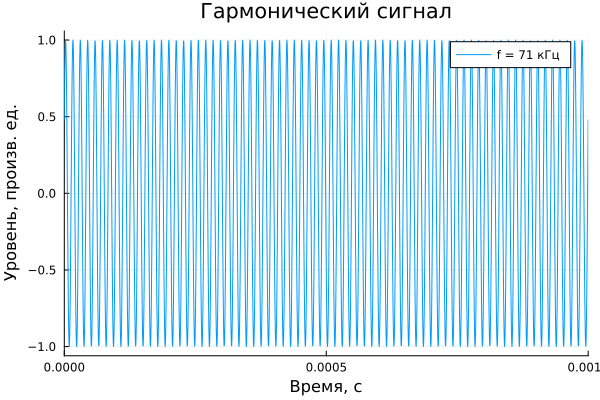 Гармонический сигнал
f = 71 кГц
Уровень, произв. ед.
1.0
0.5
0.0
−0.5
−1.0
0.0000
0.0005
0.001
Время, с